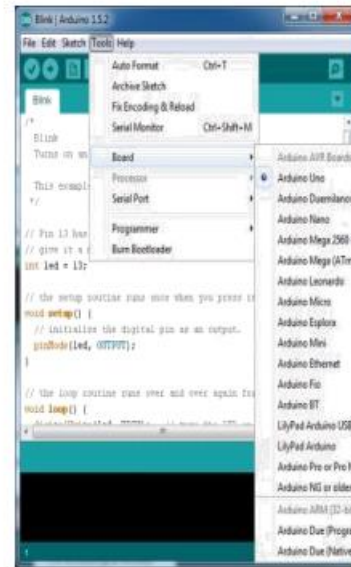 Blink | Arduino 1.5.2
File Edit Sketch Tools Help
Auto Format Ctrl+T
Archive Sketch
Fix Encoding & Reload
Serial Monitor Ctrl+Shift+M
Board
Processor
Serial Port
Programmer
Burn Bootloader
Blink
/*
Blink
Turns on an
This exampl
*/
// Pin 13 has
// give it a
int led = 13;
// the setup routine runs once when you press
void setup() {
// initialize the digital pin as an output.
pinMode(led, OUTPUT);
}
// the loop routine runs over and over again
void loop() {
Arduino AVR Boards
Arduino Uno
Arduino Duemilanov
Arduino Nano
Arduino Mega 2560
Arduino Mega (ATm
Arduino Leonardo
Arduino Micro
Arduino Esplora
Arduino Mini
Arduino Ethernet
Arduino Fio
Arduino BT
LilyPad Arduino USB
LilyPad Arduino
Arduino Pro or Pro
Arduino NG or older
Arduino ARM (32-bi
Arduino Due (Progra
Arduino Due (Native